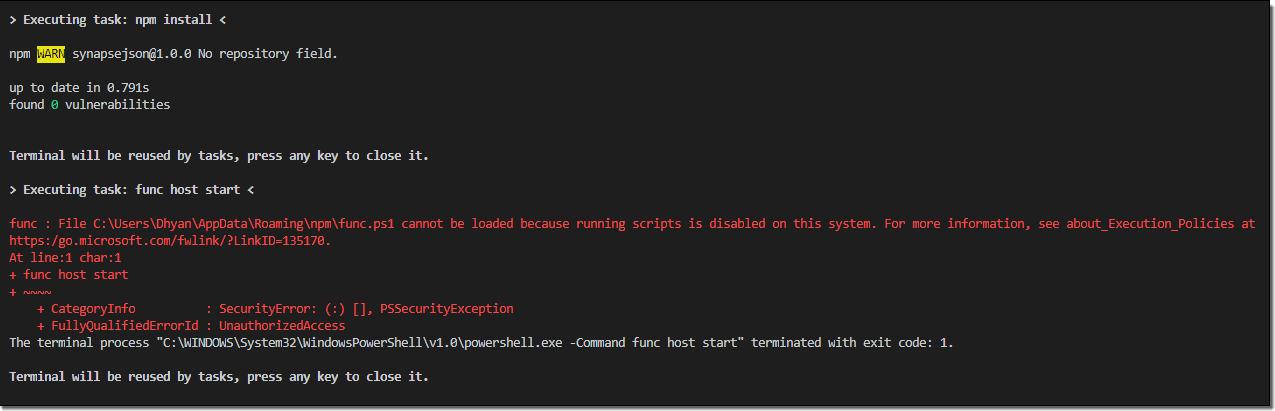 > Executing task: npm install <
npm WARN synapsejson@1.0.0 No repository field.
up to date in 0.791s
found 0 vulnerabilities
Terminal will be reused by tasks, press any key to close it.
> Executing task: func host start <
func : File C:\Users\Dhyan\AppData\Roaming\npm\func.ps1 cannot be loaded because running scripts is disabled on this system. For more information, see about_Execution_Policies at
https:/go.microsoft.com/fwlink/?LinkID=135170.
At line:1 char:1
+ func host start
+ ~~~~
+ CategoryInfo          : SecurityError: (:) [], PSSecurityException
+ FullyQualifiedErrorId : UnauthorizedAccess
The terminal process "C:\WINDOWS\System32\WindowsPowerShell\v1.0\powershell.exe -Command func host start" terminated with exit code: 1.
Terminal will be reused by tasks, press any key to close it.